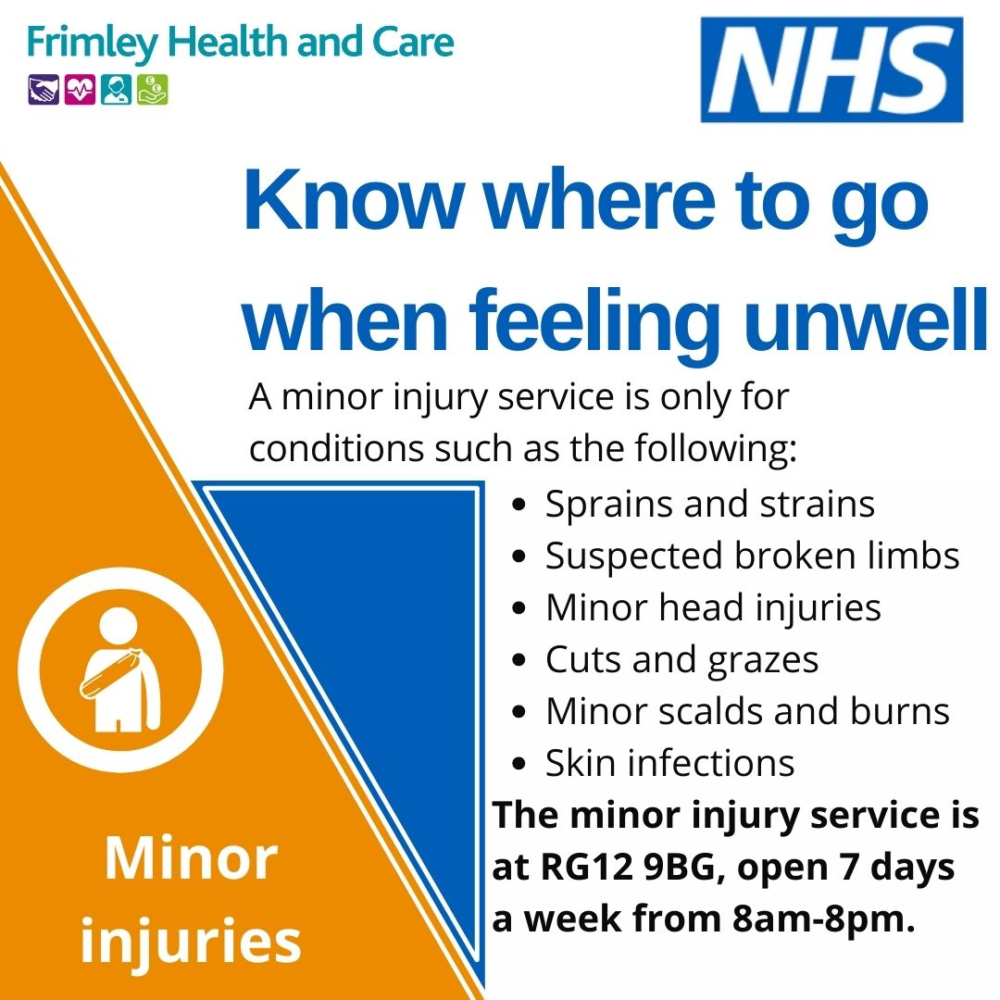 Frimley Health and Care
NHS
Know where to go
when feeling unwell
A minor injury service is only for
conditions such as the following:
• Sprains and strains
• Suspected broken limbs
• Minor head injuries
• Cuts and grazes
• Minor scalds and burns
• Skin infections
The minor injury service is
at RG12 9BG, open 7 days
a week from 8am-8pm.
Minor
injuries